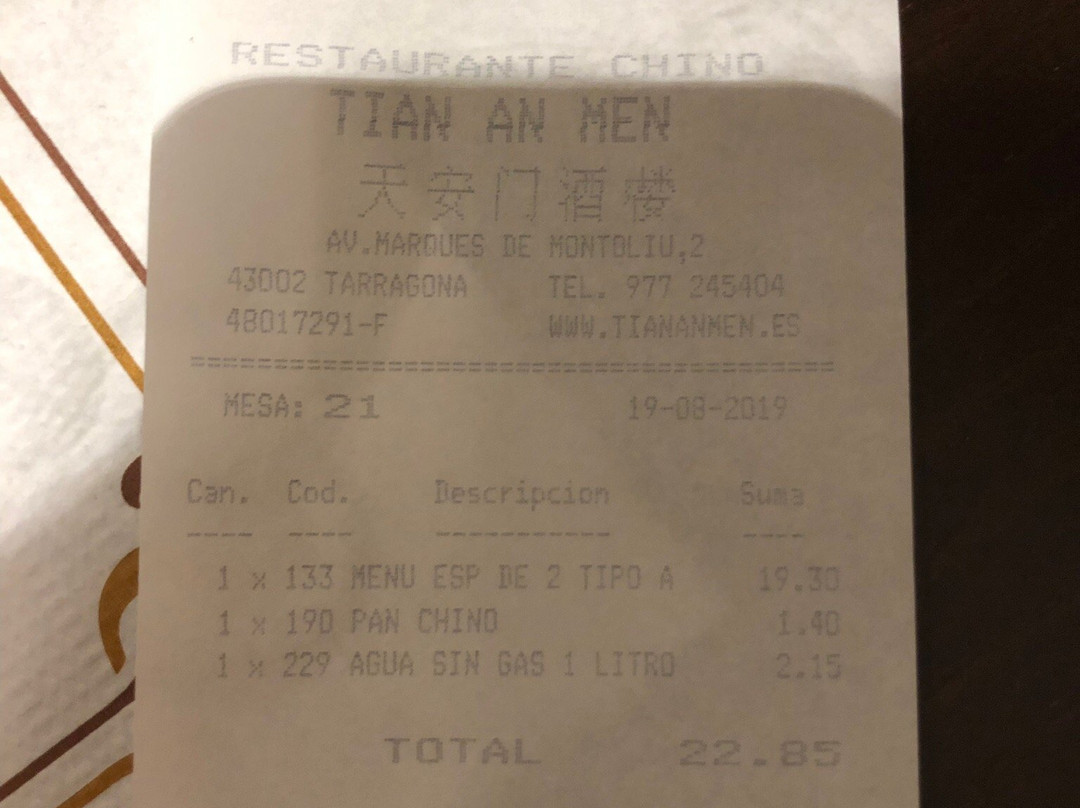 RESTAURANTE CHINO
TIAN AN MEN
天安门酒楼
AV.MARQUES DE MONTOLIU,2
43002 TARRAGONA TEL. 977 245404
48017291-F WWW.TIANANMEN.ES
========================================
MESA: 21 19-08-2019
Can. Cod. Descripcion Suma
---- ---- ----------- ----
1 x 133 MENU ESP DE 2 TIPO A 19.30
1 x 190 PAN CHINO 1.40
1 x 229 AGUA SIN GAS 1 LITRO 2.15
TOTAL 22.85